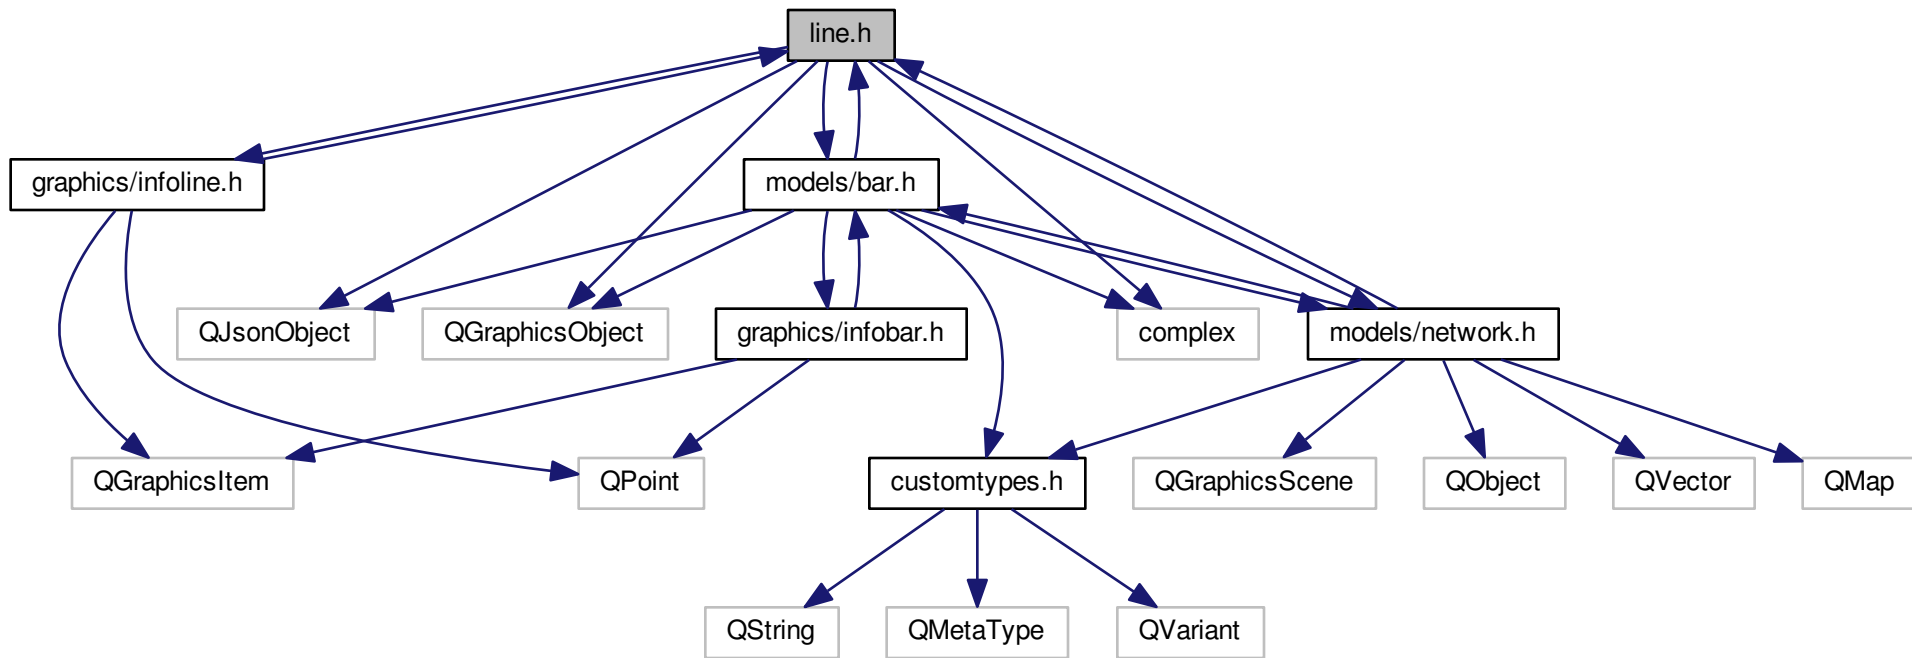 line.h
graphics/infoline.h
models/bar.h
QJsonObject
QGraphicsObject
graphics/infobar.h
complex
models/network.h
QGraphicsItem
QPoint
customtypes.h
QGraphicsScene
QObject
QVector
QMap
QString
QMetaType
QVariant